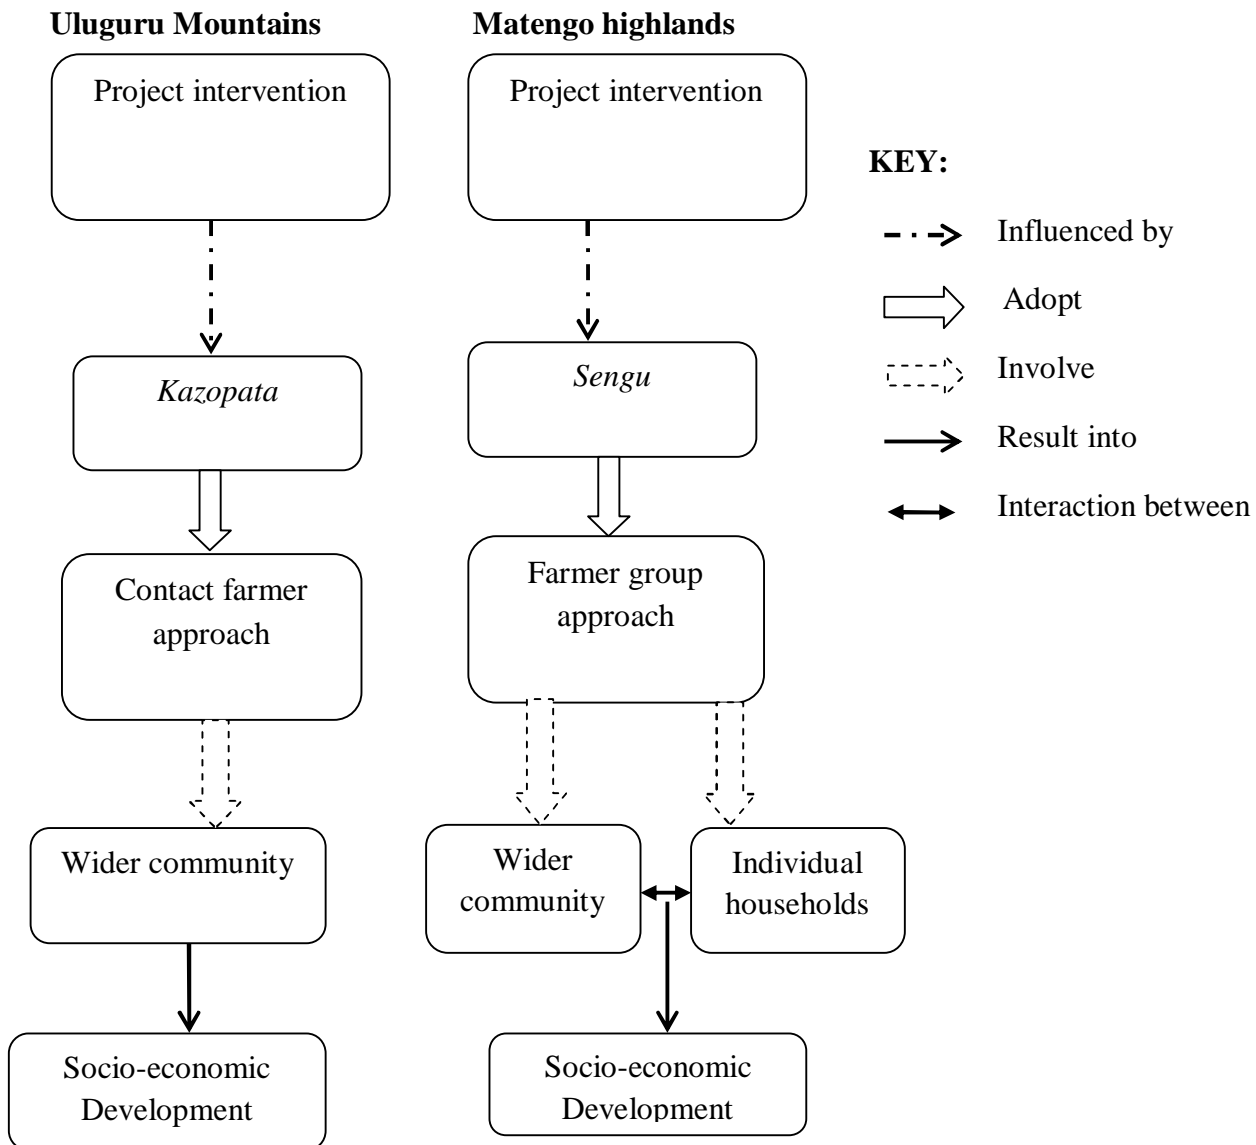 Uluguru Mountains
Matengo highlands
Project intervention
Project intervention
KEY:
Influenced by
Adopt
Involve
Result into
Interaction between
Kazopata
Sengu
Contact farmer
approach
Farmer group
approach
Wider community
Wider
community
Individual
households
Socio-economic
Development
Socio-economic
Development